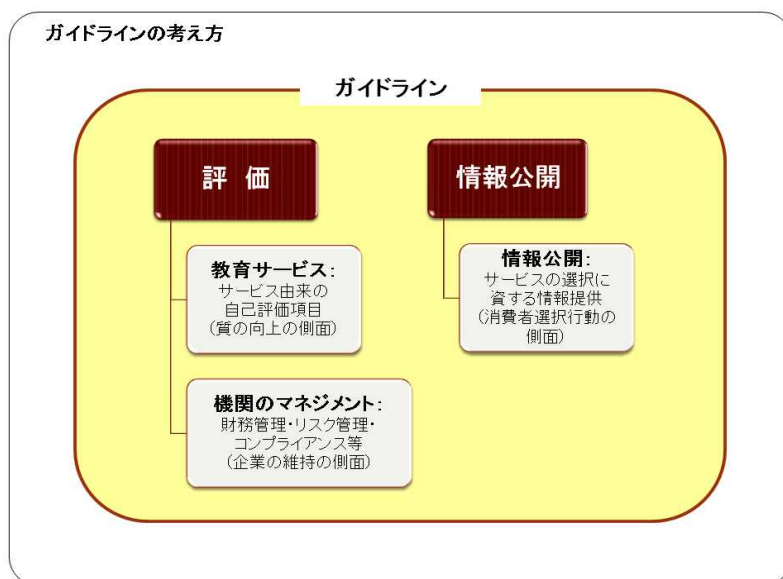 ガイドラインの考え方
ガイドライン
評 価
教育サービス：
サービス由来の
自己評価項目
(質の向上の側面)
機関のマネジメント：
財務管理・リスク管理・
コンプライアンス等
(企業の維持の側面)
情報公開
情報公開：
サービスの選択に
資する情報提供
(消費者選択行動の
側面)